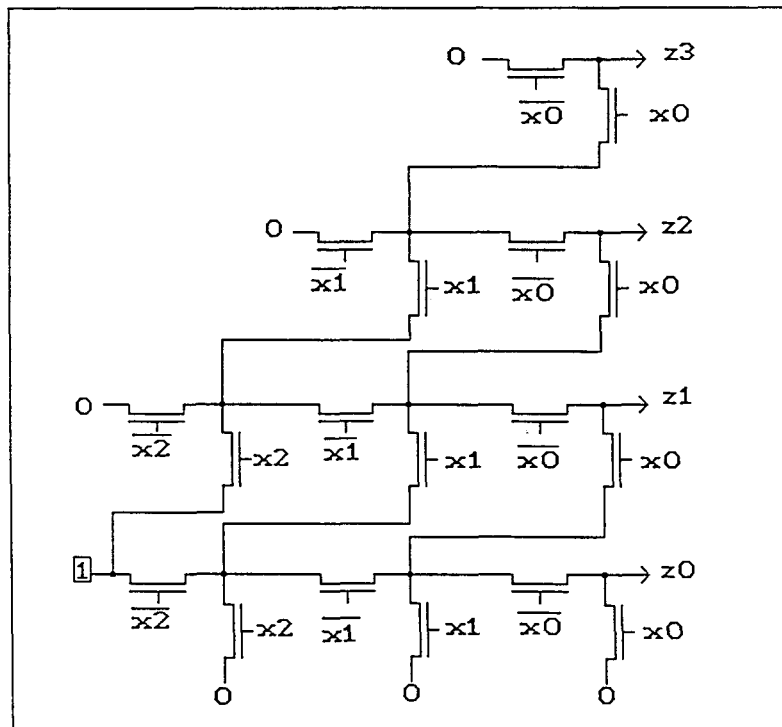 0 z3
x̅0̅ x0
0 z2
x̅1̅ x1 x̅0̅ x0
0 z1
x̅2̅ x2 x̅1̅ x1 x̅0̅ x0
1 z0
x̅2̅ x2 x̅1̅ x1 x̅0̅ x0
0 0 0